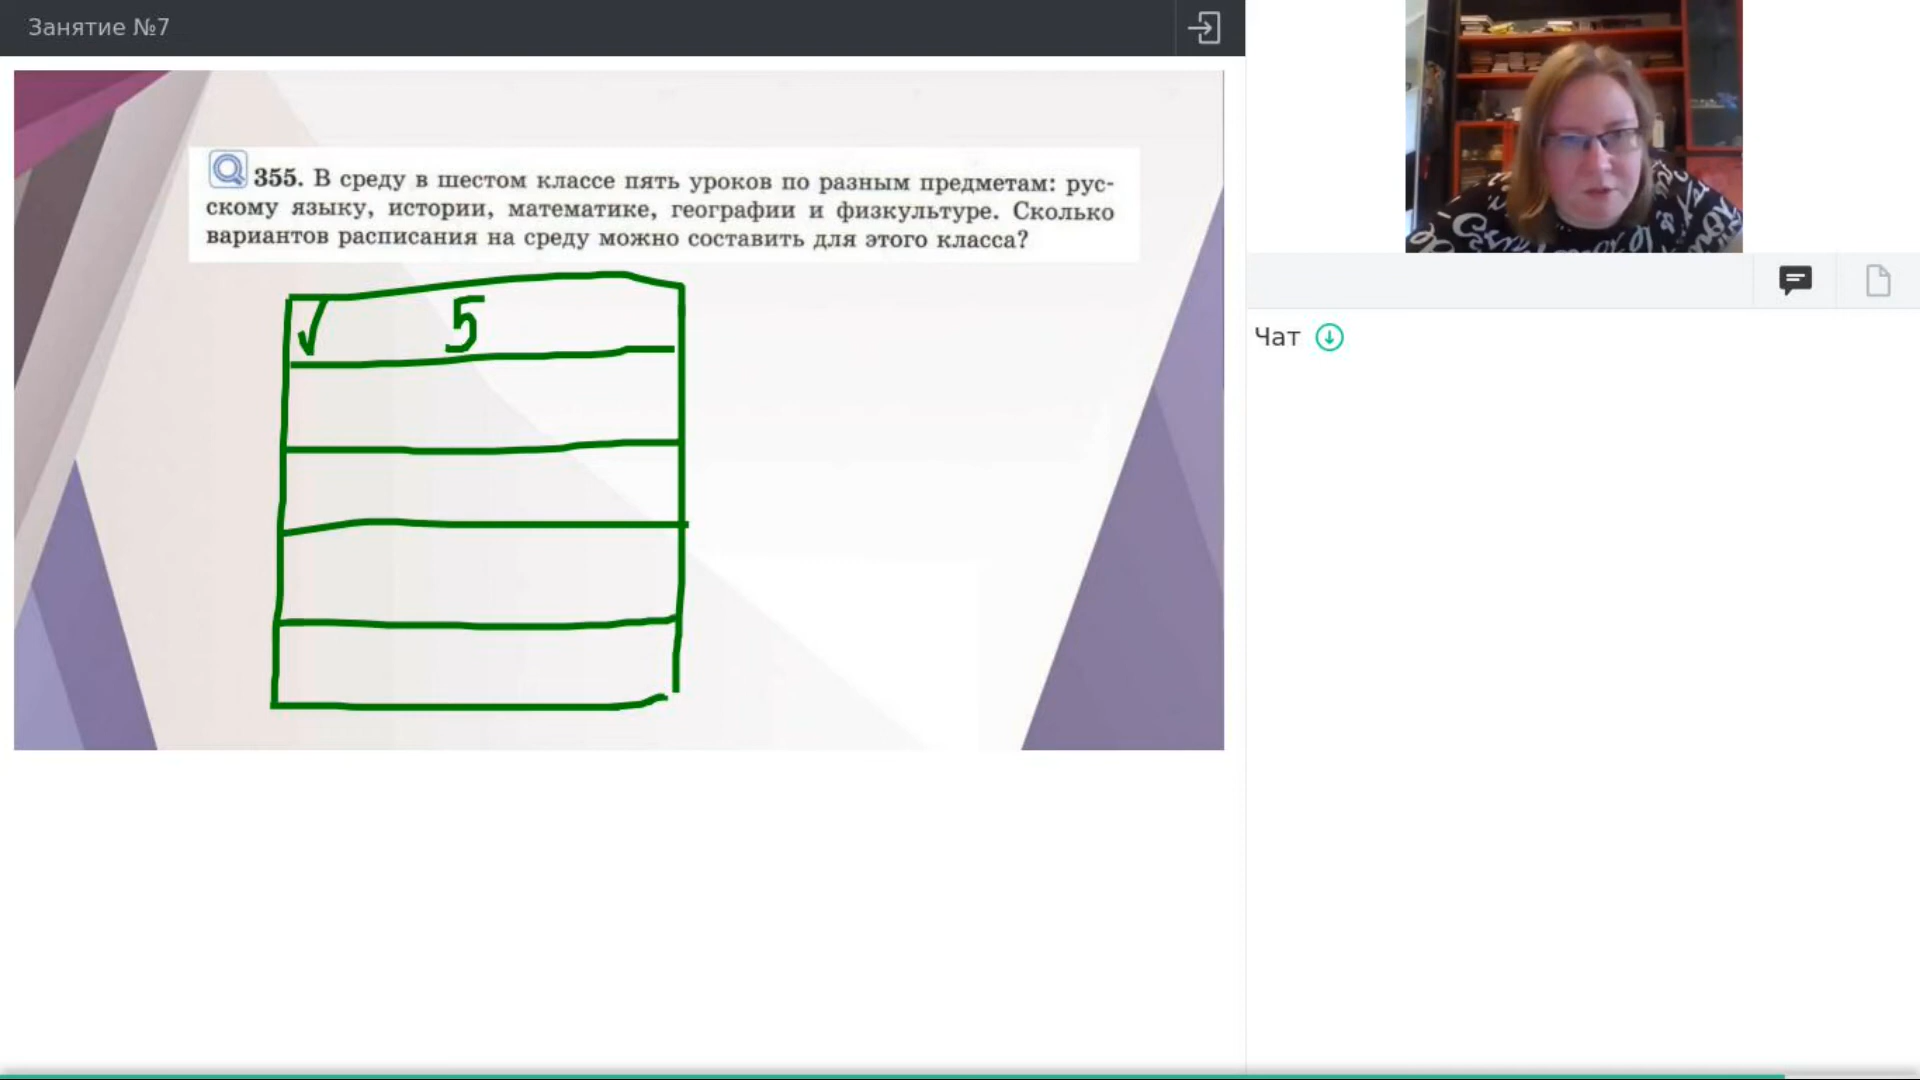 Занятие №7
355. В среду в шестом классе пять уроков по разным предметам: рус-
скому языку, истории, математике, географии и физкультуре. Сколько
вариантов расписания на среду можно составить для этого класса?
√ 5
Чат